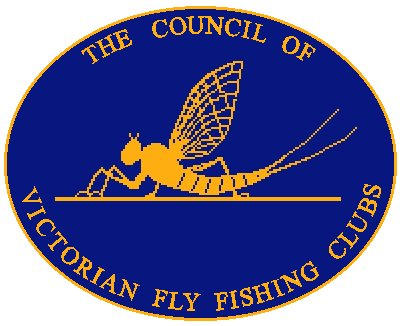 THE COUNCIL OF
VICTORIAN FLY FISHING CLUBS